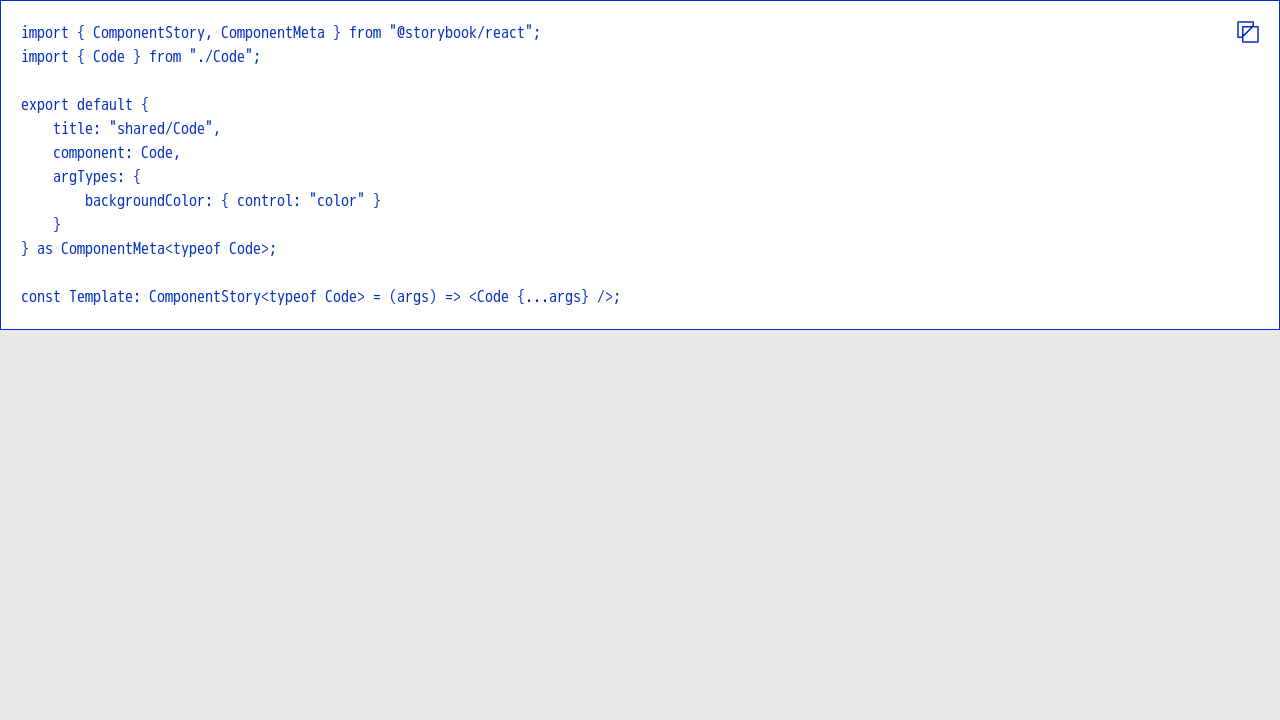 import { ComponentStory, ComponentMeta } from "@storybook/react";
import { Code } from "./Code";

export default {
    title: "shared/Code",
    component: Code,
    argTypes: {
        backgroundColor: { control: "color" }
    }
} as ComponentMeta<typeof Code>;

const Template: ComponentStory<typeof Code> = (args) => <Code {...args} />;